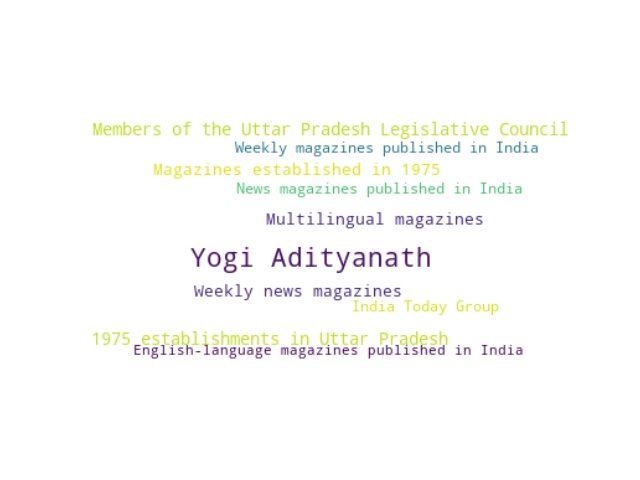 Members of the Uttar Pradesh Legislative Council
Weekly magazines published in India
Magazines established in 1975
News magazines published in India
Multilingual magazines
Yogi Adityanath
Weekly news magazines
India Today Group
1975 establishments in Uttar Pradesh
English-language magazines published in India